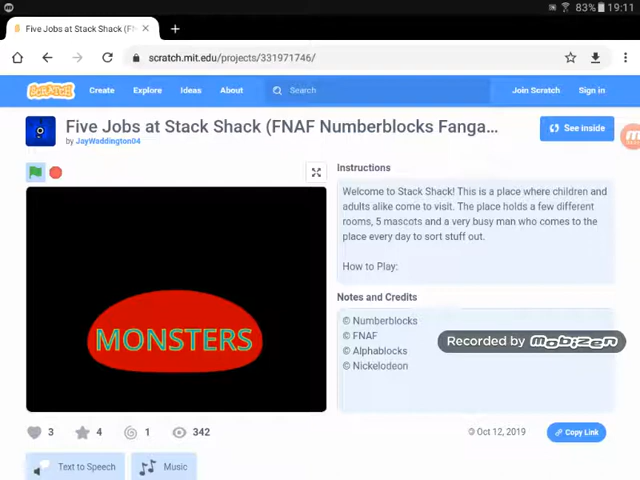 83% 19:11
Five Jobs at Stack Shack (F
scratch.mit.edu/projects/331971746/
SCRATCH Create Explore Ideas About Search Join Scratch Sign in
Five Jobs at Stack Shack (FNAF Numberblocks Fanga...
by JayWaddington04
See inside
Instructions
Welcome to Stack Shack! This is a place where children and
adults alike come to visit. The place holds a few different
rooms, 5 mascots and a very busy man who comes to the
place every day to sort stuff out.
How to Play:
MONSTERS
Notes and Credits
© Numberblocks
© FNAF
© Alphablocks
© Nickelodeon
Recorded by mobizen
3 4 1 342
© Oct 12, 2019
Copy Link
Text to Speech
Music